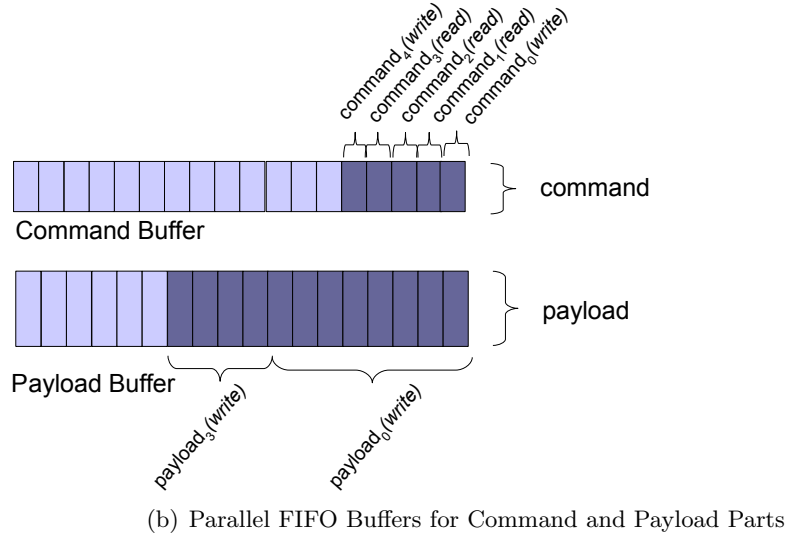 command4(write)
command3(read)
command2(read)
command1(read)
command0(write)
command
Command Buffer
payload
Payload Buffer
payload3(write)
payload0(write)
(b) Parallel FIFO Buffers for Command and Payload Parts